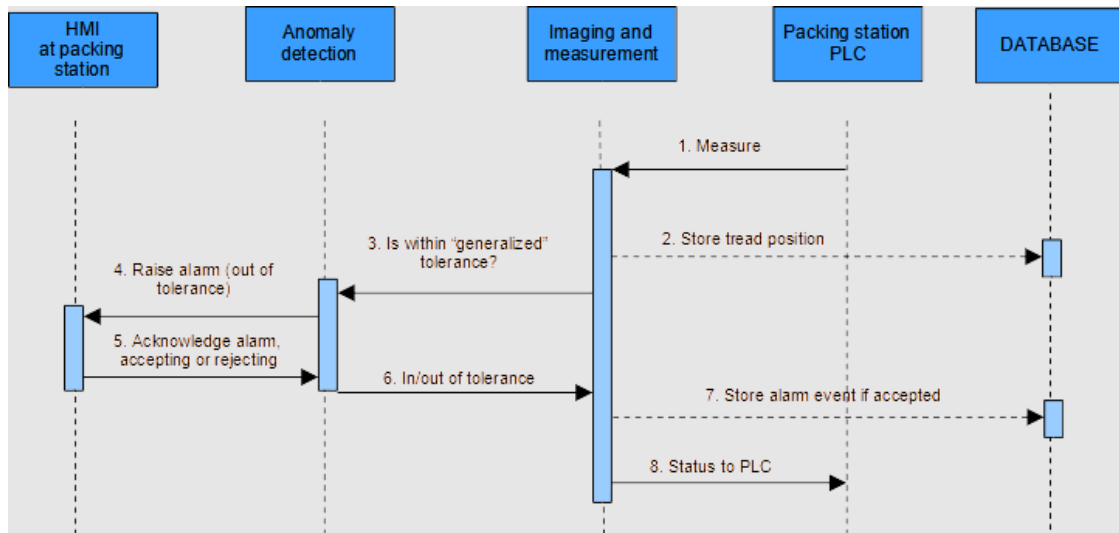 HMI
at packing
station
Anomaly
detection
Imaging and
measurement
Packing station
PLC
DATABASE
1. Measure
2. Store tread position
3. Is within “generalized”
tolerance?
4. Raise alarm (out of
tolerance)
5. Acknowledge alarm,
accepting or rejecting
6. In/out of tolerance
7. Store alarm event if accepted
8. Status to PLC